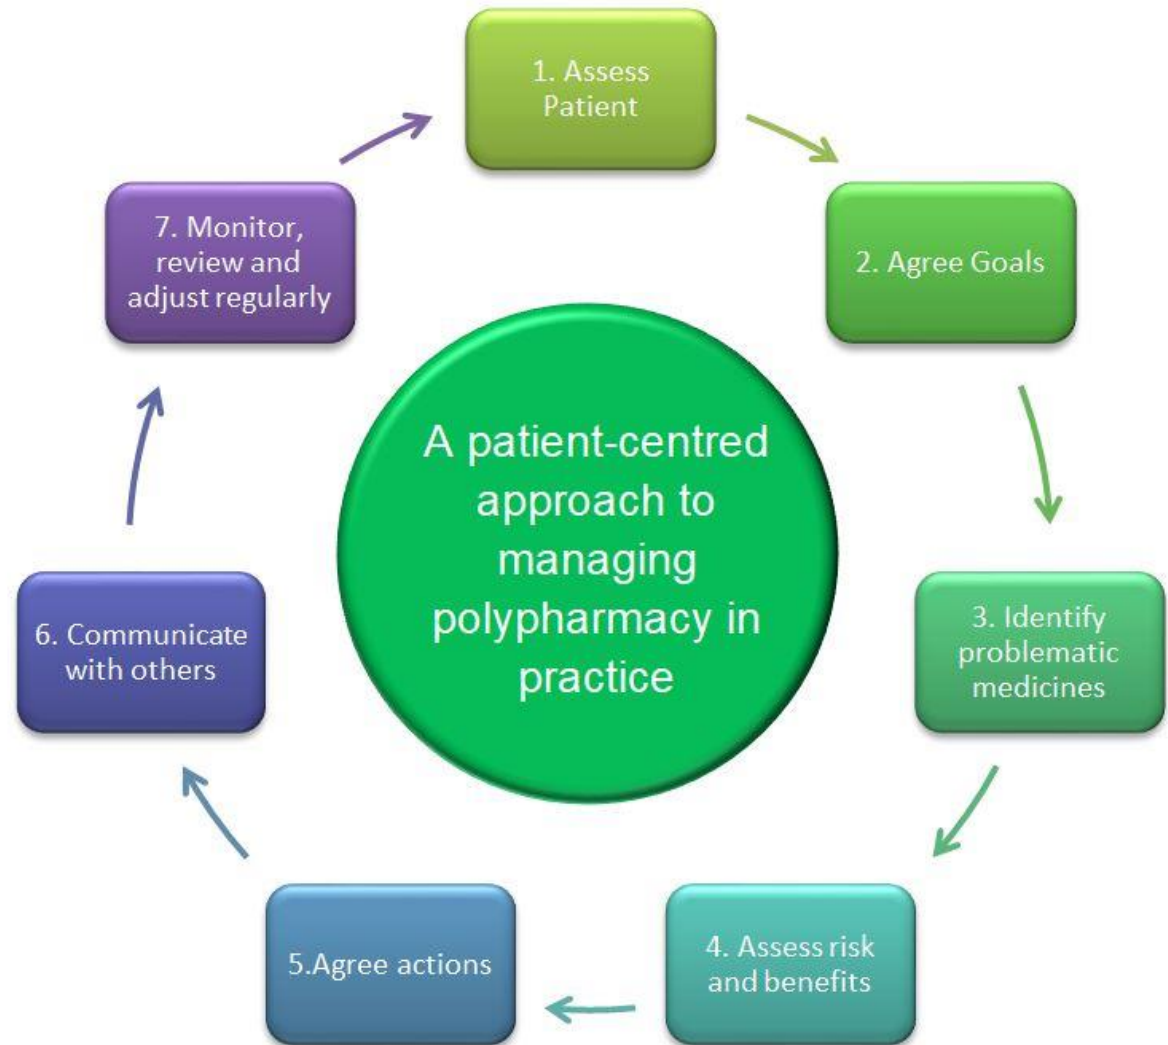 1. Assess
Patient
2. Agree Goals
3. Identify
problematic
medicines
4. Assess risk
and benefits
5.Agree actions
6. Communicate
with others
7. Monitor,
review and
adjust regularly
A patient-centred
approach to
managing
polypharmacy in
practice